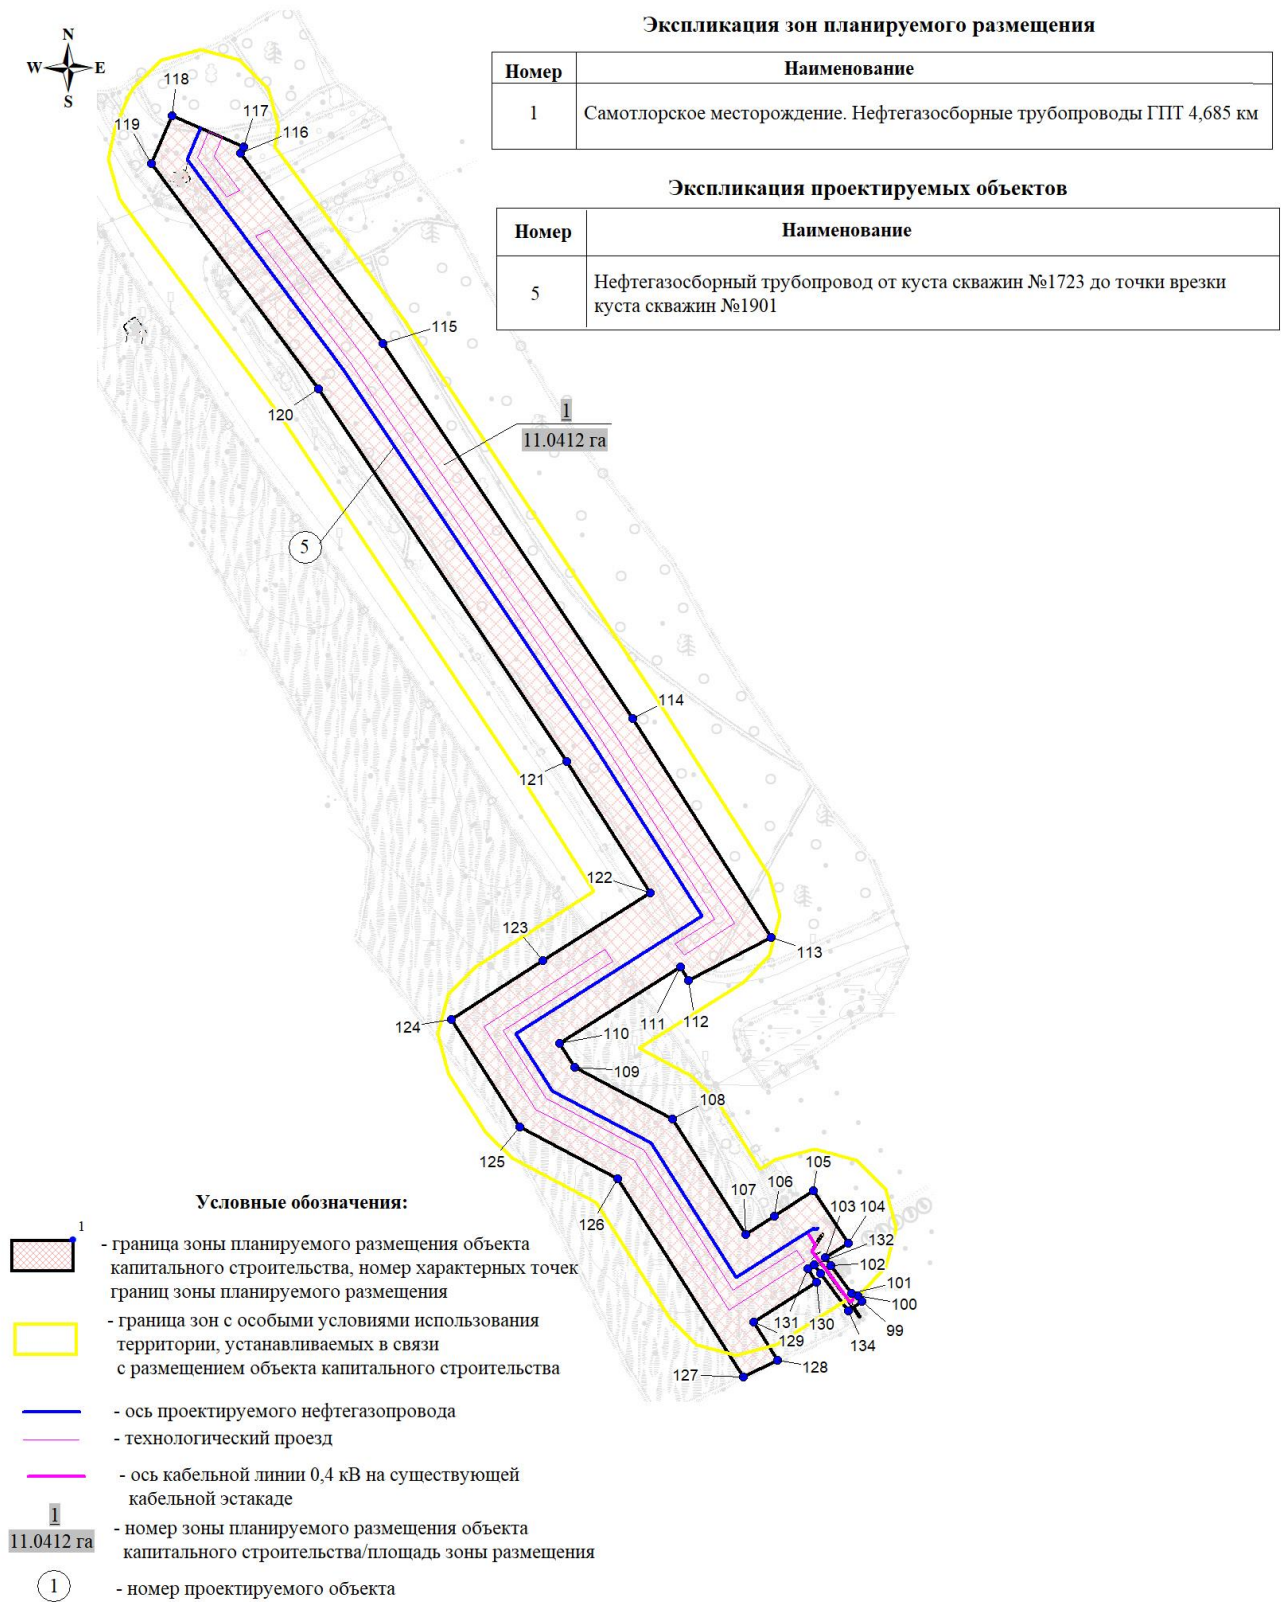 Экспликация зон планируемого размещения
Номер Наименование
1 Самотлорское месторождение. Нефтегазосборные трубопроводы ГПТ 4,685 км
Экспликация проектируемых объектов
Номер Наименование
5 Нефтегазосборный трубопровод от куста скважин №1723 до точки врезки
куста скважин №1901
N
W E
S
118
117
116
119
115
120
1
11.0412 га
5
114
121
122
123
113
124
111
112
110
109
108
125
105
106
107
103 104
126
132
102
101
100
99
131
130
129
134
128
127
Условные обозначения:
1
- граница зоны планируемого размещения объекта
капитального строительства, номер характерных точек
границ зоны планируемого размещения
- граница зон с особыми условиями использования
территории, устанавливаемых в связи
с размещением объекта капитального строительства
- ось проектируемого нефтегазопровода
- технологический проезд
- ось кабельной линии 0,4 кВ на существующей
кабельной эстакаде
1
11.0412 га
- номер зоны планируемого размещения объекта
капитального строительства/площадь зоны размещения
1
- номер проектируемого объекта